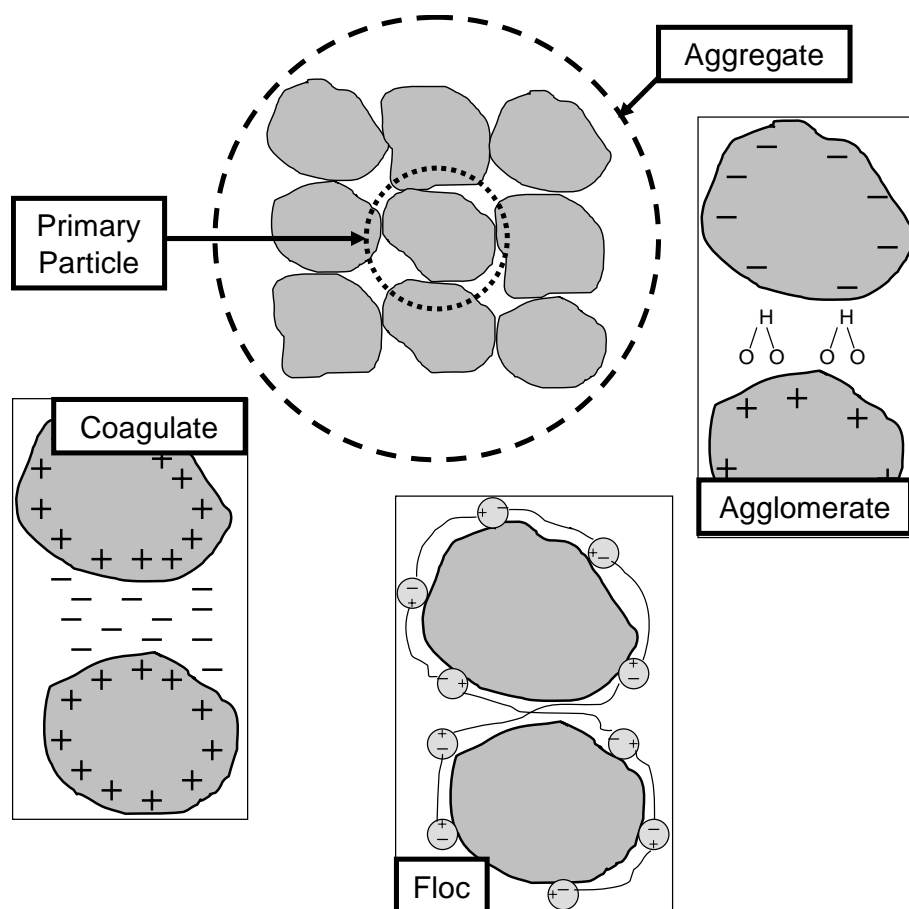 Aggregate
Primary
Particle
H H
O O O O
Coagulate
Agglomerate
Floc